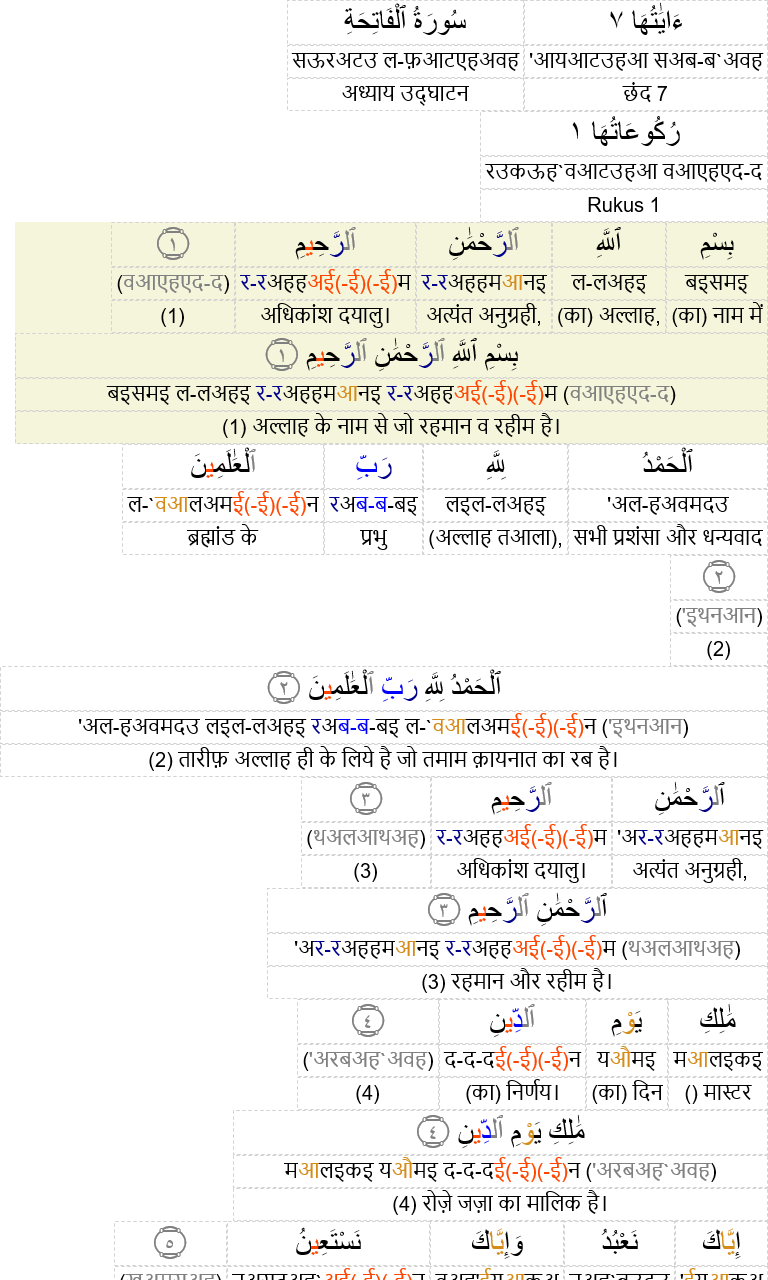 سُورَةُ ٱلْفَاتِحَةِ ءَايَٰتُهَا ٧
सऊरअटउ ल-फ़आटएहअवह 'आयआटउहआ सअब-ब`अवह
अध्याय उद्घाटन छंद 7
رُكُوعَاتُهَا ١
रउकऊह`वआटउहआ वआएहएद-द
Rukus 1
بِسْمِ ٱللَّهِ ٱلرَّحْمَٰنِ ٱلرَّحِيمِ ١
बइसमइ ल-लअहइ र-रअहहमआनइ र-रअहहअई(-ई)(-ई)म (वआएहएद-द)
(का) नाम में (का) अल्लाह, अत्यंत अनुग्रही, अधिकांश दयालु। (1)
بِسْمِ ٱللَّهِ ٱلرَّحْمَٰنِ ٱلرَّحِيمِ ١
बइसमइ ल-लअहइ र-रअहहमआनइ र-रअहहअई(-ई)(-ई)म (वआएहएद-द)
(1) अल्लाह के नाम से जो रहमान व रहीम है।
ٱلْحَمْدُ لِلَّهِ رَبِّ ٱلْعَٰلَمِينَ
'अल-हअवमदउ लइल-लअहइ रअब-ब-बइ ल-`वआलअमई(-ई)(-ई)न
सभी प्रशंसा और धन्यवाद (अल्लाह तआला), प्रभु ब्रह्मांड के
٢
('इथनआन)
(2)
ٱلْحَمْدُ لِلَّهِ رَبِّ ٱلْعَٰلَمِينَ ٢
'अल-हअवमदउ लइल-लअहइ रअब-ब-बइ ल-`वआलअमई(-ई)(-ई)न ('इथनआन)
(2) तारीफ़ अल्लाह ही के लिये है जो तमाम क़ायनात का रब है।
ٱلرَّحْمَٰنِ ٱلرَّحِيمِ ٣
'अर-रअहहमआनइ र-रअहहअई(-ई)(-ई)म (थअलआथअह)
अत्यंत अनुग्रही, अधिकांश दयालु। (3)
ٱلرَّحْمَٰنِ ٱلرَّحِيمِ ٣
'अर-रअहहमआनइ र-रअहहअई(-ई)(-ई)म (थअलआथअह)
(3) रहमान और रहीम है।
مَٰلِكِ يَوْمِ ٱلدِّينِ ٤
मआलइकइ यऔमइ द-द-दई(-ई)(-ई)न ('अरबअह`अवह)
() मास्टर (का) दिन (का) निर्णय। (4)
مَٰلِكِ يَوْمِ ٱلدِّينِ ٤
मआलइकइ यऔमइ द-द-दई(-ई)(-ई)न ('अरबअह`अवह)
(4) रोज़े जज़ा का मालिक है।
إِيَّاكَ نَعْبُدُ وَإِيَّاكَ نَسْتَعِينُ ٥